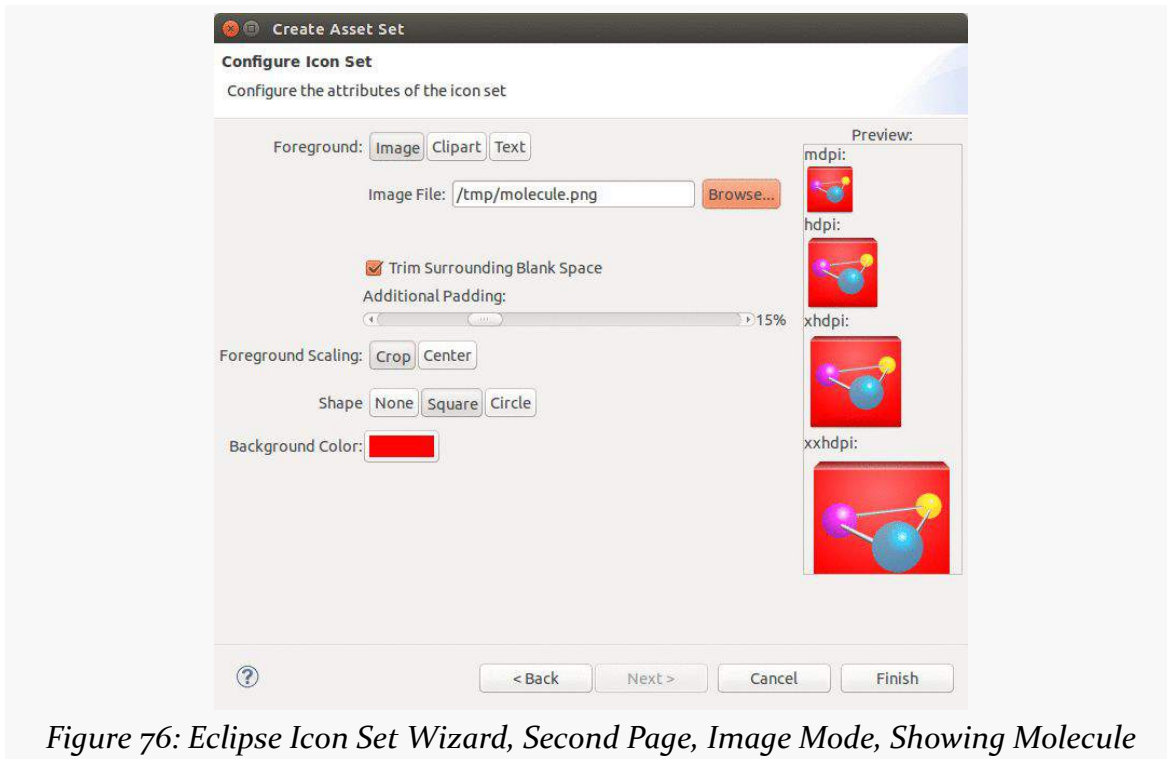 Create Asset Set
Configure Icon Set
Configure the attributes of the icon set
Foreground: Image Clipart Text
Image File: /tmp/molecule.png Browse...
Trim Surrounding Blank Space
Additional Padding:
15%
Foreground Scaling: Crop Center
Shape None Square Circle
Background Color:
Preview:
mdpi:
hdpi:
xhdpi:
xxhdpi:
? < Back Next > Cancel Finish
Figure 76: Eclipse Icon Set Wizard, Second Page, Image Mode, Showing Molecule